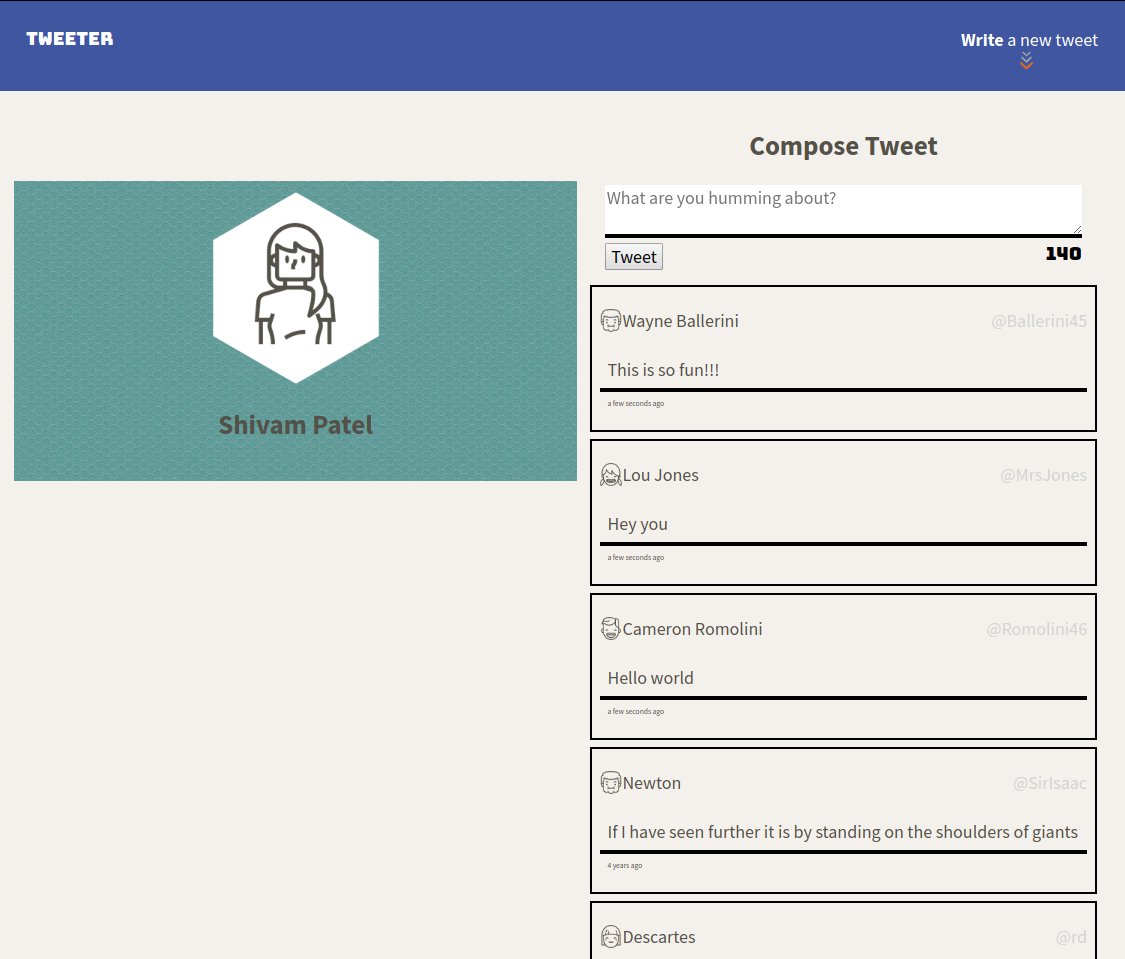 TWEETER
Write a new tweet
Shivam Patel
Compose Tweet
What are you humming about?
Tweet
140
Wayne Ballerini
@Ballerini45
This is so fun!!!
a few seconds ago
Lou Jones
@MrsJones
Hey you
a few seconds ago
Cameron Romolini
@Romolini46
Hello world
a few seconds ago
Newton
@SirIsaac
If I have seen further it is by standing on the shoulders of giants
4 years ago
Descartes
@rd